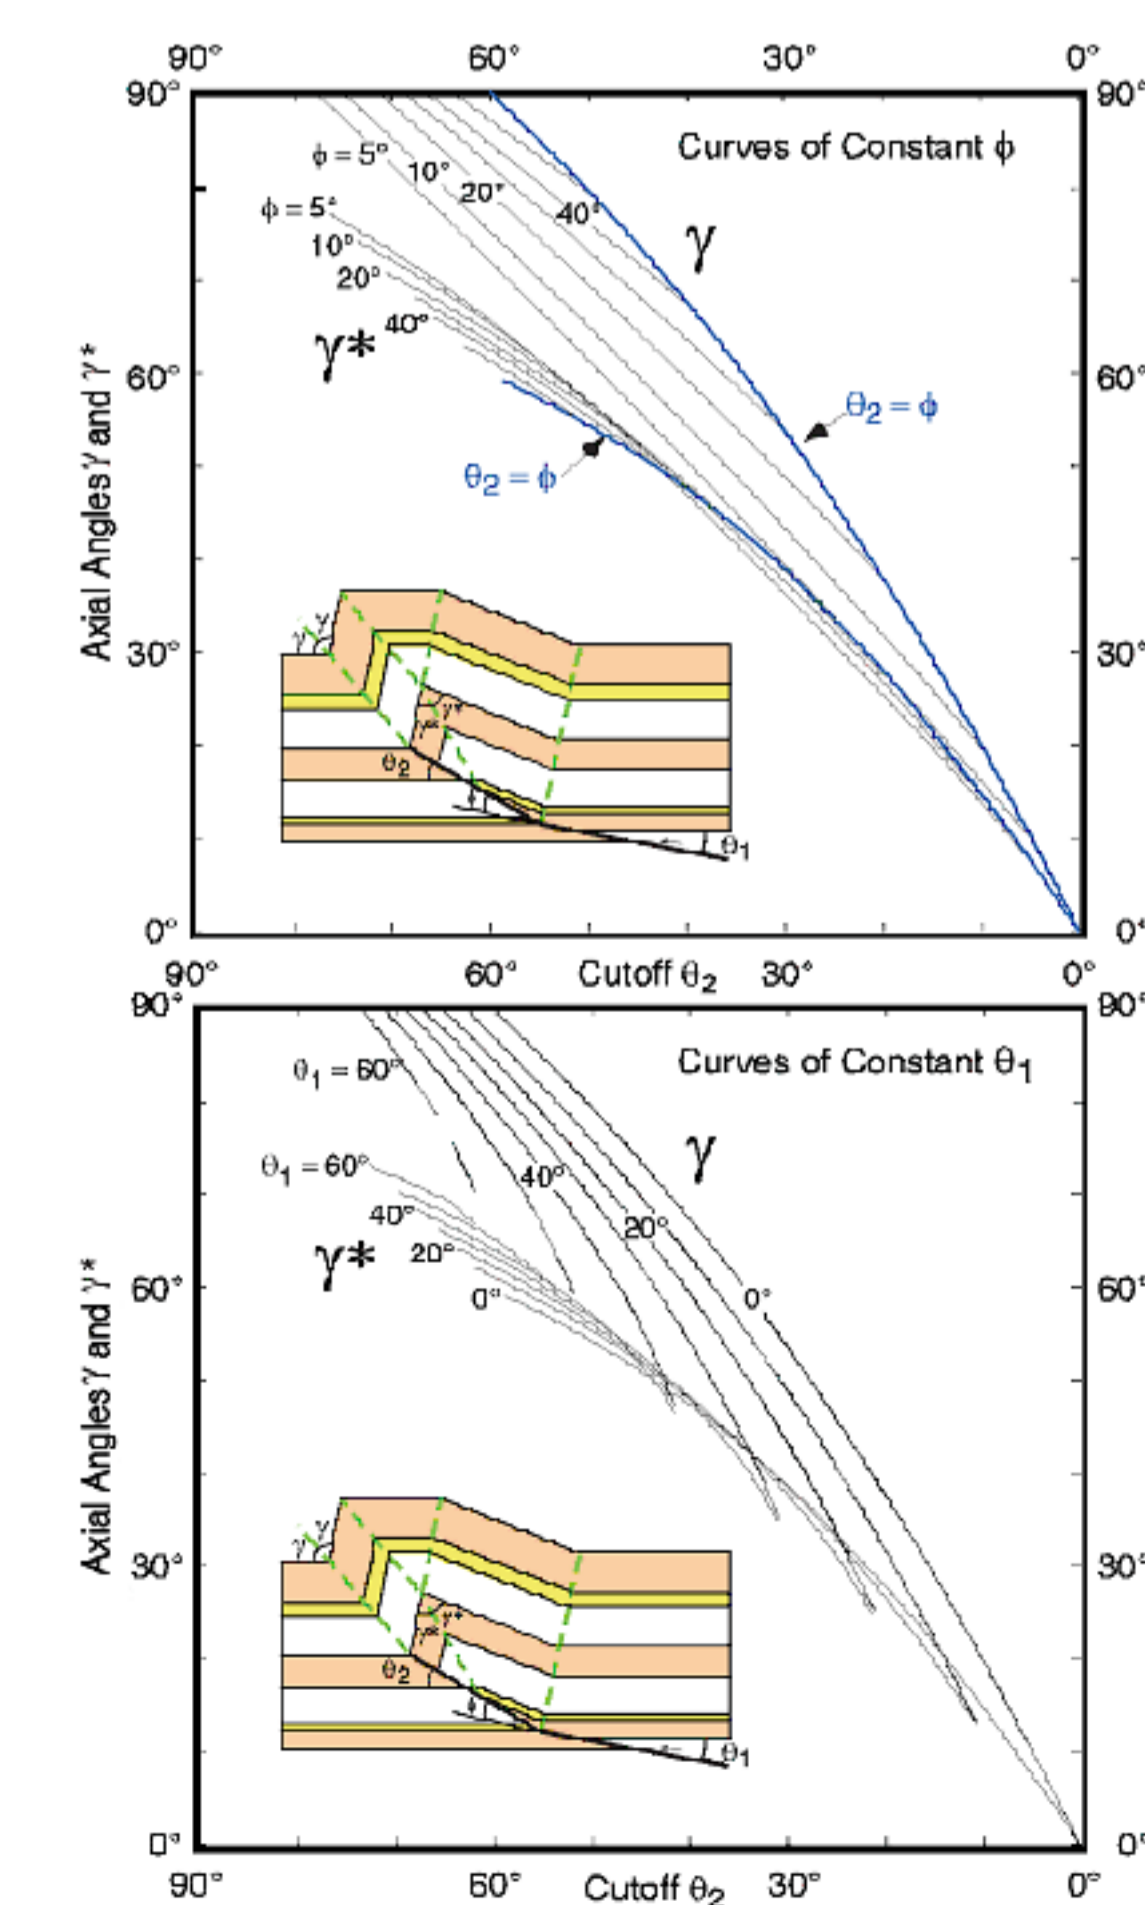 90° 60° 30° 0°
90° 90°
Curves of Constant ϕ
ϕ = 5°
10°
20°
40°
γ
ϕ = 5°
10°
20°
40°
γ*
60° 60°
θ₂ = ϕ
θ₂ = ϕ
Axial Angles γ and γ*
30° 30°
γ γ
γ* γ*
θ₂
ϕ
θ₁
0° 0°
90° 60° Cutoff θ₂ 30° 0°
90° 90°
Curves of Constant θ₁
θ₁ = 60°
γ
40°
θ₁ = 60°
40°
20°
20°
γ*
0°
0°
60° 60°
Axial Angles γ and γ*
30° 30°
γ γ
γ* γ*
θ₂
ϕ
θ₁
0° 0°
90° 60° Cutoff θ₂ 30° 0°